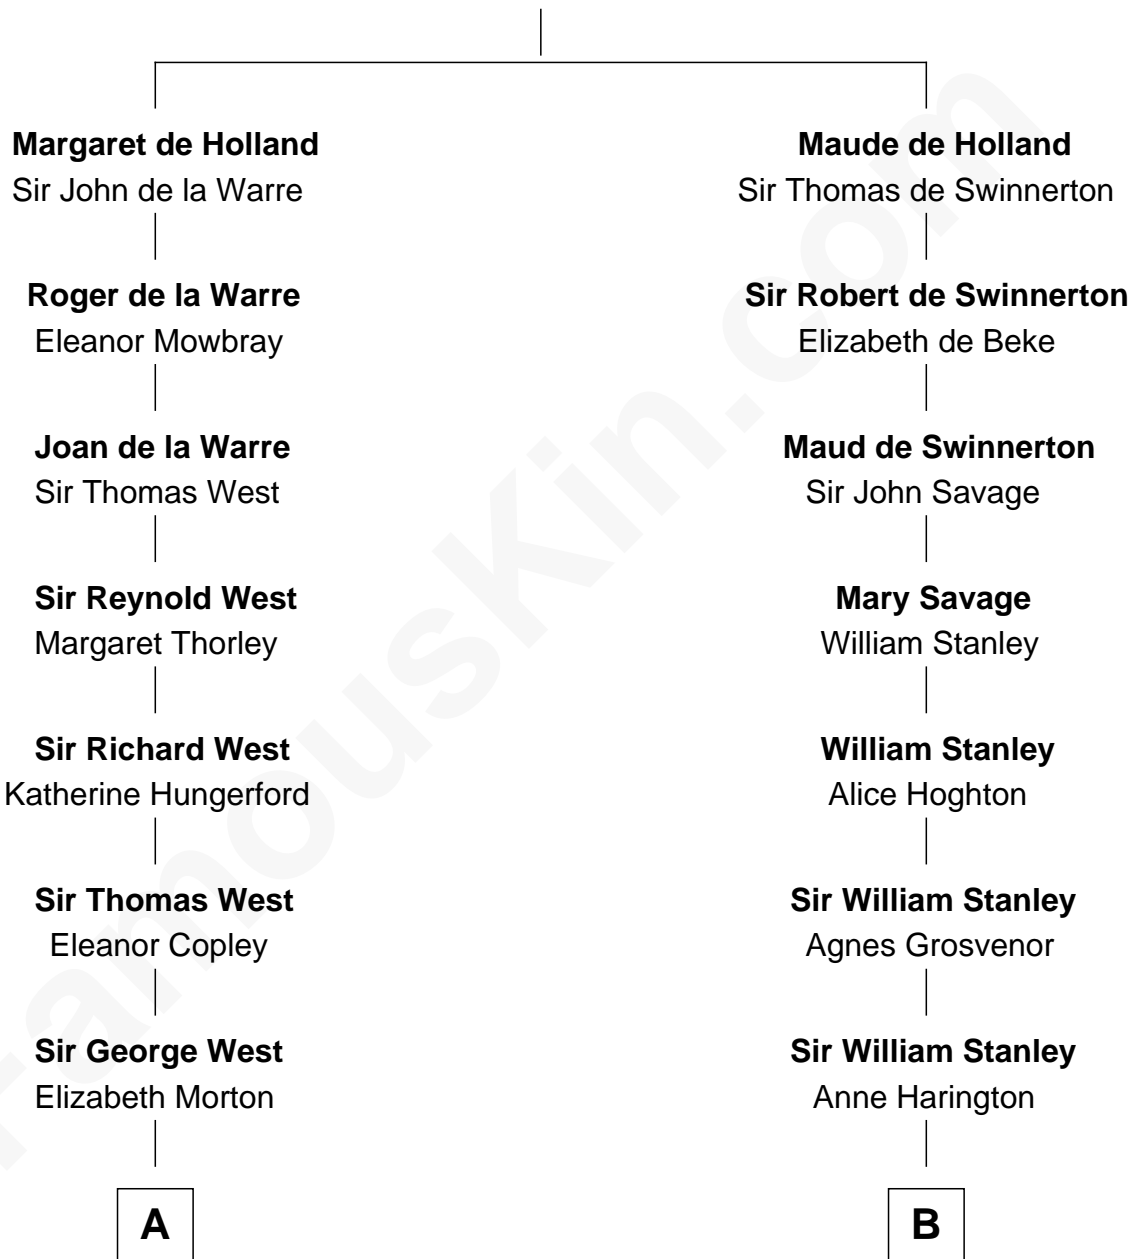 Margaret de Holland
Sir John de la Warre
Roger de la Warre
Eleanor Mowbray
Joan de la Warre
Sir Thomas West
Sir Reynold West
Margaret Thorley
Sir Richard West
Katherine Hungerford
Sir Thomas West
Eleanor Copley
Sir George West
Elizabeth Morton
A
Maude de Holland
Sir Thomas de Swinnerton
Sir Robert de Swinnerton
Elizabeth de Beke
Maud de Swinnerton
Sir John Savage
Mary Savage
William Stanley
William Stanley
Alice Hoghton
Sir William Stanley
Agnes Grosvenor
Sir William Stanley
Anne Harington
B
FamousKin.com